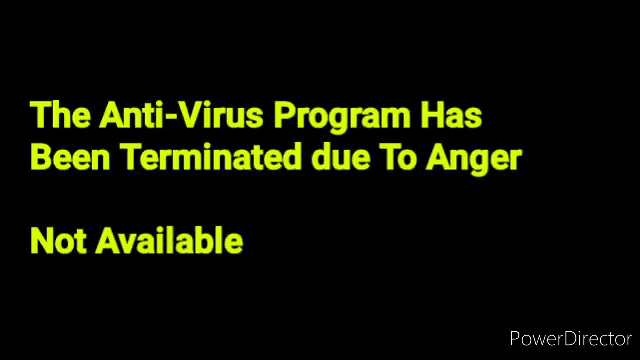 The Anti-Virus Program Has
Been Terminated due To Anger
Not Available
PowerDirector